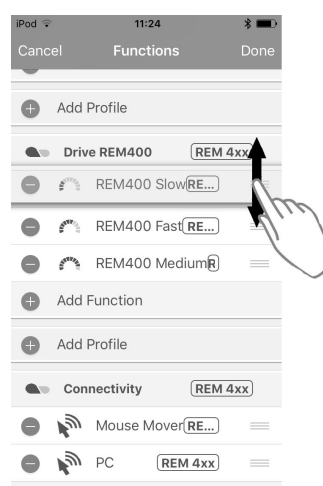 iPod 11:24
Cancel Functions Done
Add Profile
Drive REM400 REM 4xx
REM400 Slow RE...
REM400 Fast RE...
REM400 Medium R
Add Function
Add Profile
Connectivity REM 4xx
Mouse Mover RE...
PC REM 4xx